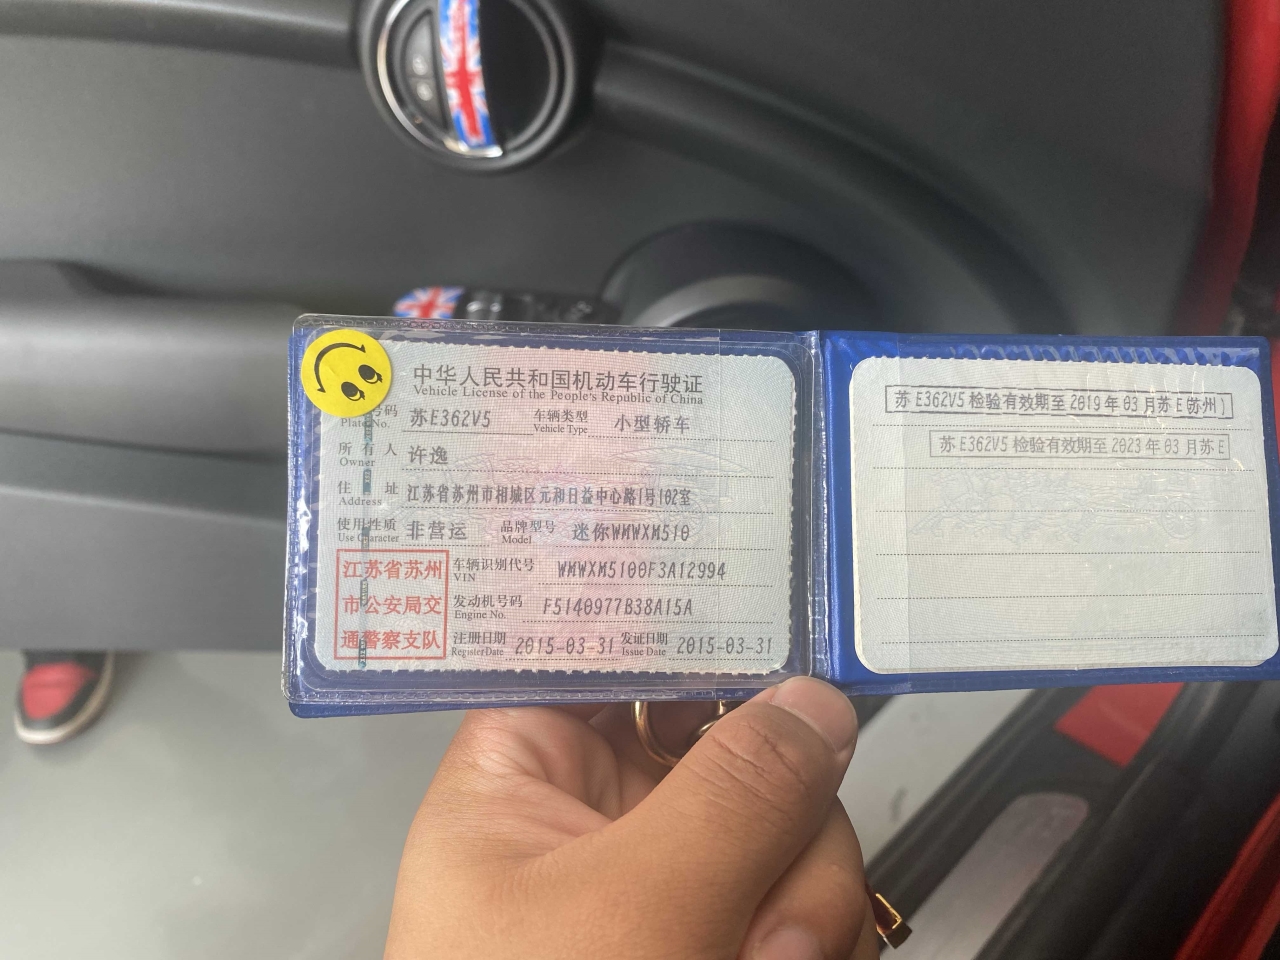 中华人民共和国机动车行驶证
Vehicle License of the People's Republic of China
号码 苏E362V5 车辆类型 小型轿车
Plate No. Vehicle Type
所有人 许逸
Owner
住址 江苏省苏州市相城区元和日益中心路1号102室
Address
使用性质 非营运 品牌型号 迷你WMWXM510
Use Character Model
江苏省苏州
市公安局交
通警察支队
车辆识别代号 WMWXM5100F3A12994
VIN
发动机号码 F5140977B38A15A
Engine No.
注册日期 2015-03-31 发证日期 2015-03-31
Register Date Issue Date
苏E362V5检验有效期至2019年03月苏E(苏州)
苏E362V5检验有效期至2023年03月苏E